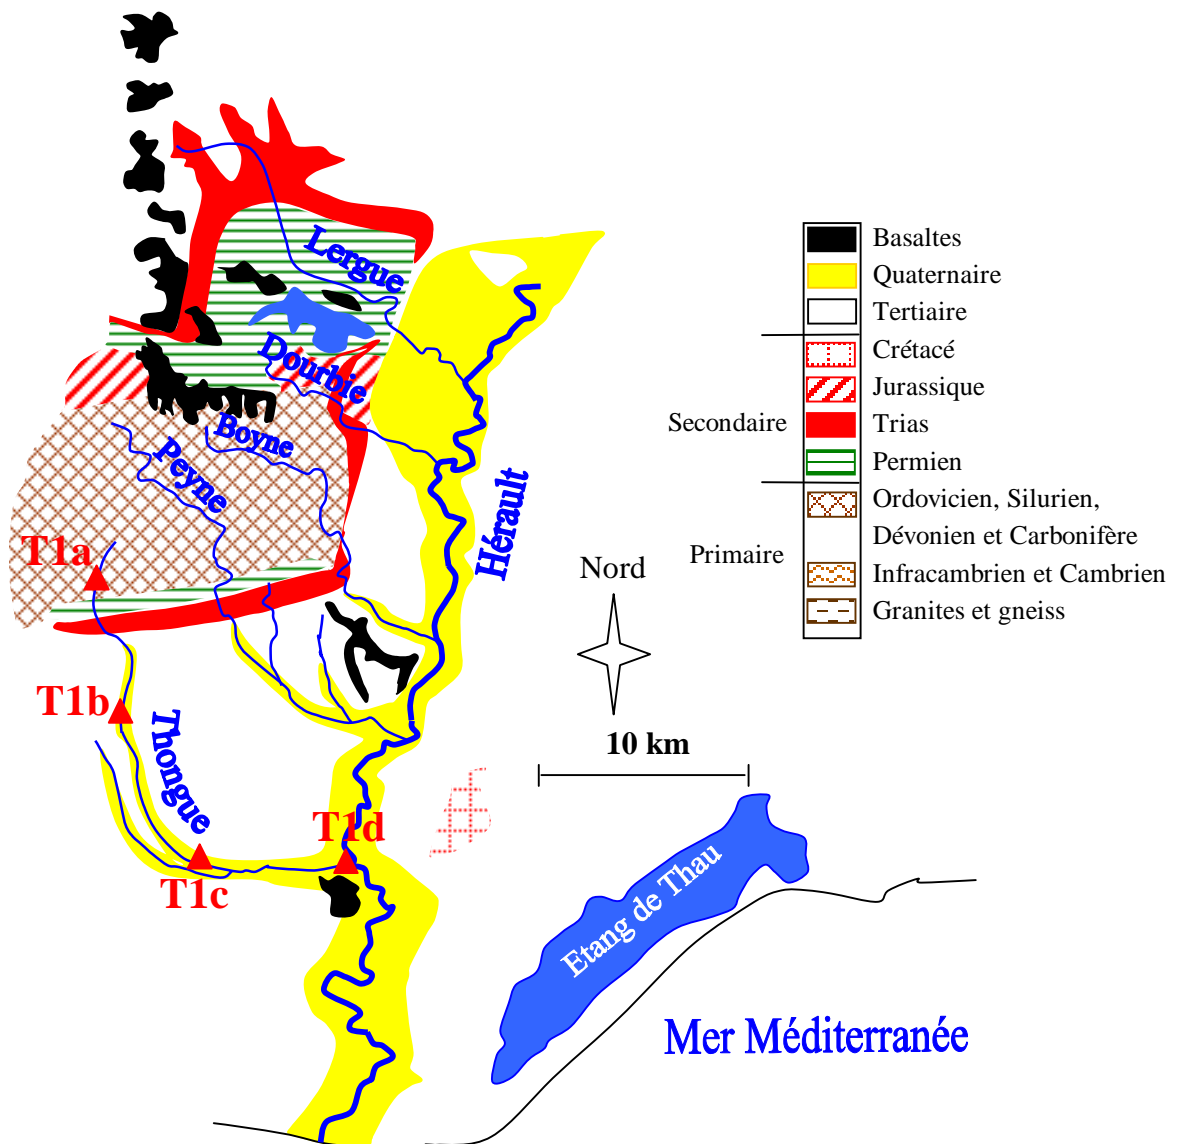 Lergue
Dourbie
Boyne
Peyne
Hérault
T1a
T1b
Thongue
T1c
T1d
Nord
10 km
Etang de Thau
Mer Méditerranée
Basaltes
Quaternaire
Tertiaire
Crétacé
Jurassique
Secondaire
Trias
Permien
Ordovicien, Silurien,
Dévonien et Carbonifère
Primaire
Infracambrien et Cambrien
Granites et gneiss